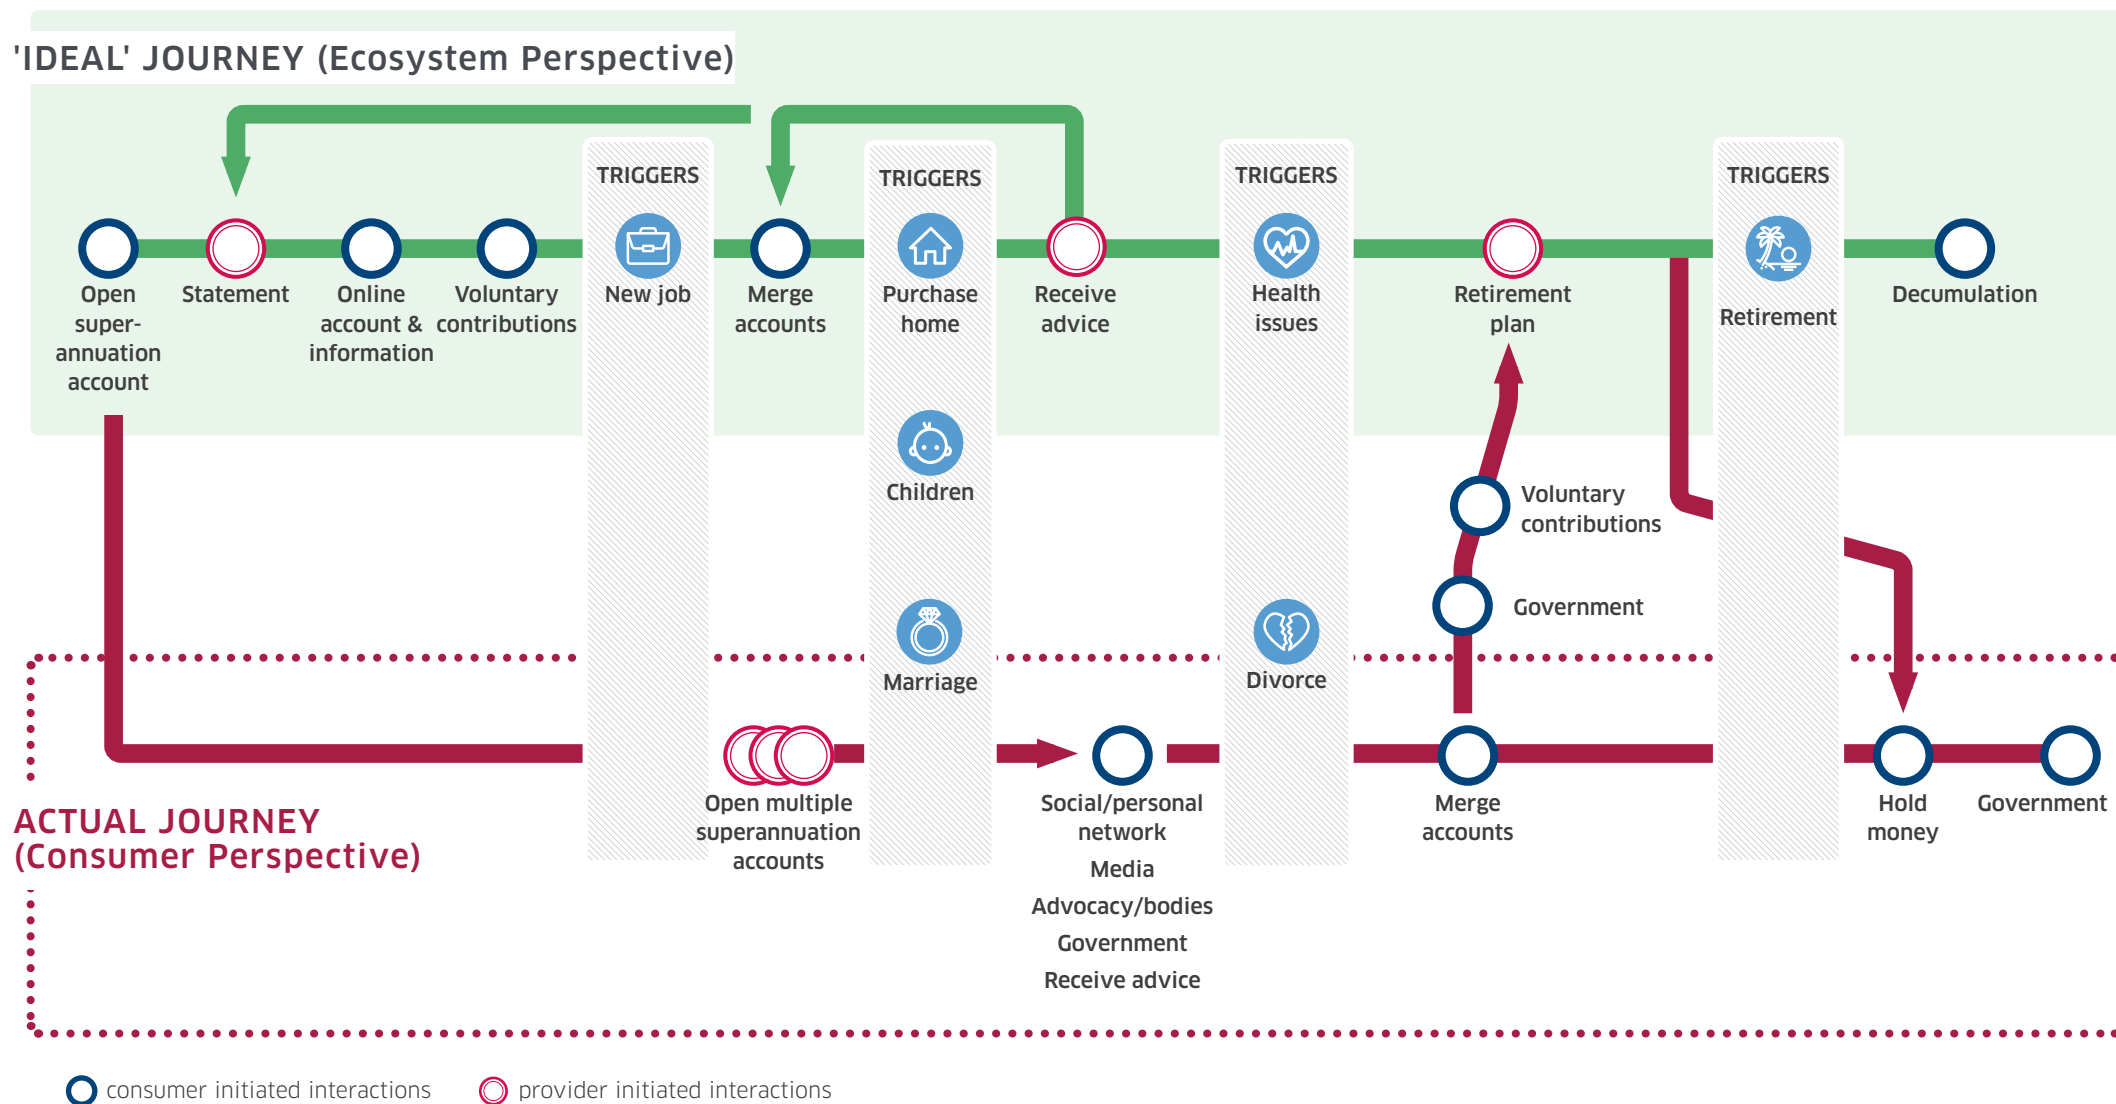 'IDEAL' JOURNEY (Ecosystem Perspective)
TRIGGERS
TRIGGERS
TRIGGERS
TRIGGERS
Open
super-
annuation
account
Statement
Online
account &
information
Voluntary
contributions
New job
Merge
accounts
Purchase
home
Receive
advice
Health
issues
Retirement
plan
Retirement
Decumulation
Children
Voluntary
contributions
Government
Marriage
Divorce
ACTUAL JOURNEY
(Consumer Perspective)
Open multiple
superannuation
accounts
Social/personal
network
Media
Advocacy/bodies
Government
Receive advice
Merge
accounts
Hold
money
Government
consumer initiated interactions
provider initiated interactions